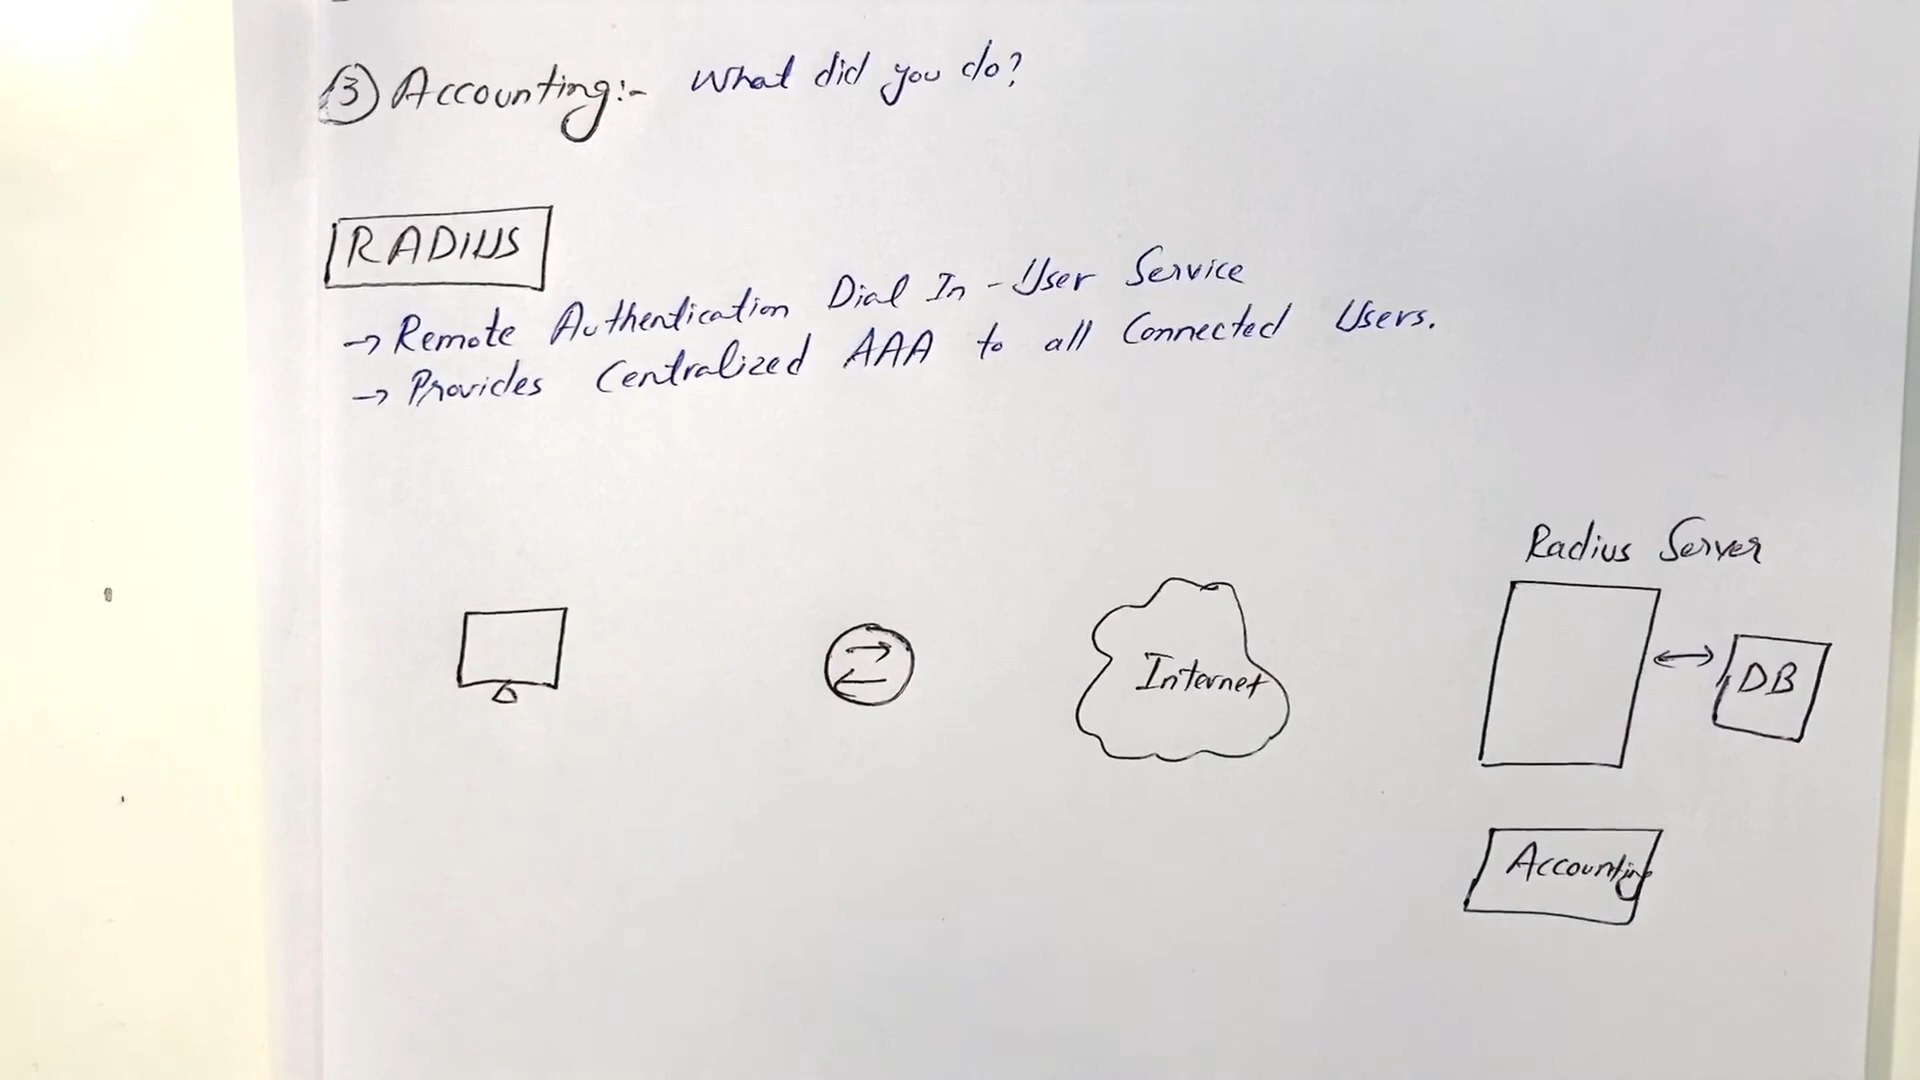 ③ Accounting:- What did you do?
RADIUS
→ Remote Authentication Dial In - User Service
→ Provides Centralized AAA to all Connected Users.
Radius Server
Internet
DB
Accounting